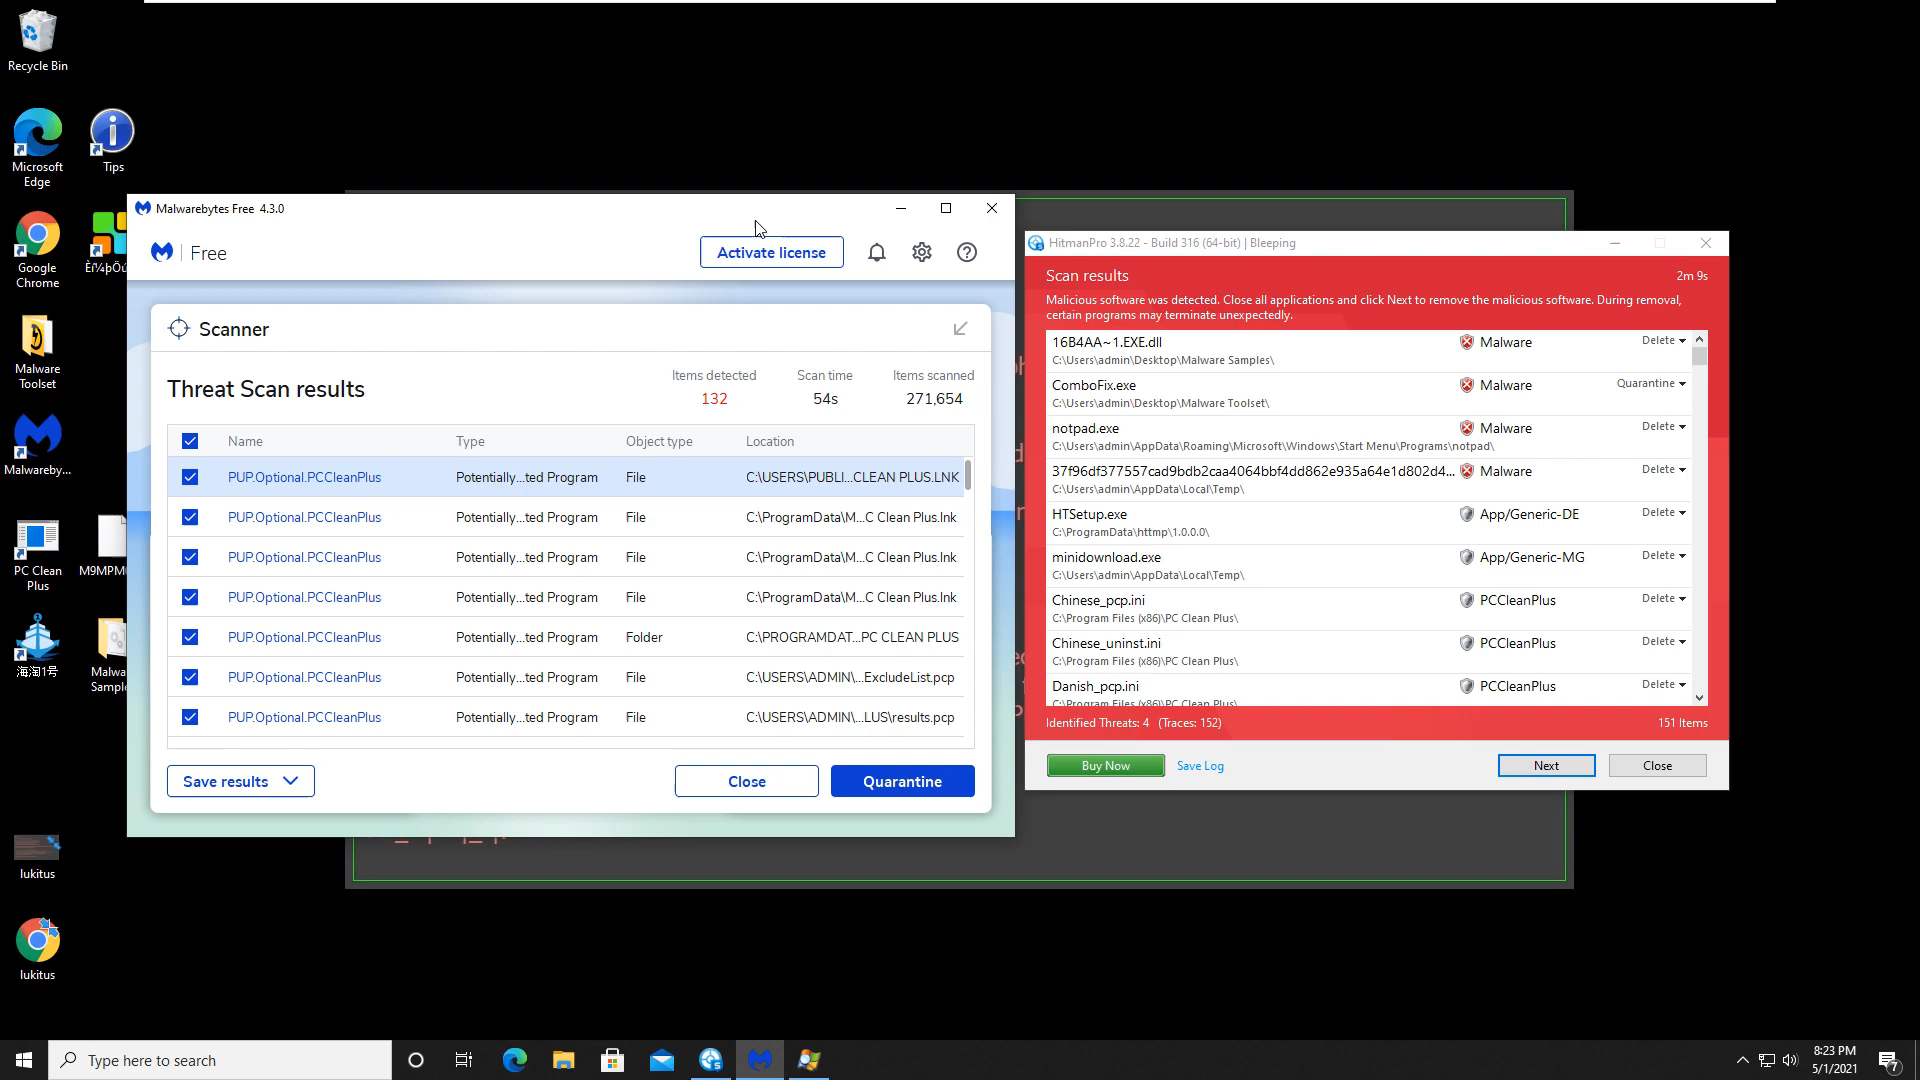 Recycle Bin
Microsoft
Edge
Tips
Google
Chrome
Malware
Toolset
Malwareby...
PC Clean
Plus
海淘1号
Malwa
Sample
lukitus
lukitus
Malwarebytes Free 4.3.0
Free
Activate license
Scanner
Threat Scan results
Items detected
132
Scan time
54s
Items scanned
271,654
Name Type Object type Location
PUP.Optional.PCCleanPlus Potentially...ted Program File C:\USERS\PUBLI...CLEAN PLUS.LNK
PUP.Optional.PCCleanPlus Potentially...ted Program File C:\ProgramData\M...C Clean Plus.lnk
PUP.Optional.PCCleanPlus Potentially...ted Program File C:\ProgramData\M...C Clean Plus.lnk
PUP.Optional.PCCleanPlus Potentially...ted Program File C:\ProgramData\M...C Clean Plus.lnk
PUP.Optional.PCCleanPlus Potentially...ted Program Folder C:\PROGRAMDAT...PC CLEAN PLUS
PUP.Optional.PCCleanPlus Potentially...ted Program File C:\USERS\ADMIN\...ExcludeList.pcp
PUP.Optional.PCCleanPlus Potentially...ted Program File C:\USERS\ADMIN\...LUS\results.pcp
Save results Close Quarantine
HitmanPro 3.8.22 - Build 316 (64-bit) | Bleeping
Scan results 2m 9s
Malicious software was detected. Close all applications and click Next to remove the malicious software. During removal,
certain programs may terminate unexpectedly.
16B4AA~1.EXE.dll Malware Delete
C:\Users\admin\Desktop\Malware Samples\
ComboFix.exe Malware Quarantine
C:\Users\admin\Desktop\Malware Toolset\
notpad.exe Malware Delete
C:\Users\admin\AppData\Roaming\Microsoft\Windows\Start Menu\Programs\notpad\
37f96df377557cad9bdb2caa4064bbf4dd862e935a64e1d802d4... Malware Delete
C:\Users\admin\AppData\Local\Temp\
HTSetup.exe App/Generic-DE Delete
C:\ProgramData\httmp\1.0.0.0\
minidownload.exe App/Generic-MG Delete
C:\Users\admin\AppData\Local\Temp\
Chinese_pcp.ini PCCleanPlus Delete
C:\Program Files (x86)\PC Clean Plus\
Chinese_uninst.ini PCCleanPlus Delete
C:\Program Files (x86)\PC Clean Plus\
Danish_pcp.ini PCCleanPlus Delete
C:\Program Files (x86)\PC Clean Plus\
Identified Threats: 4 (Traces: 152) 151 Items
Buy Now Save Log Next Close
Type here to search
8:23 PM
5/1/2021
7